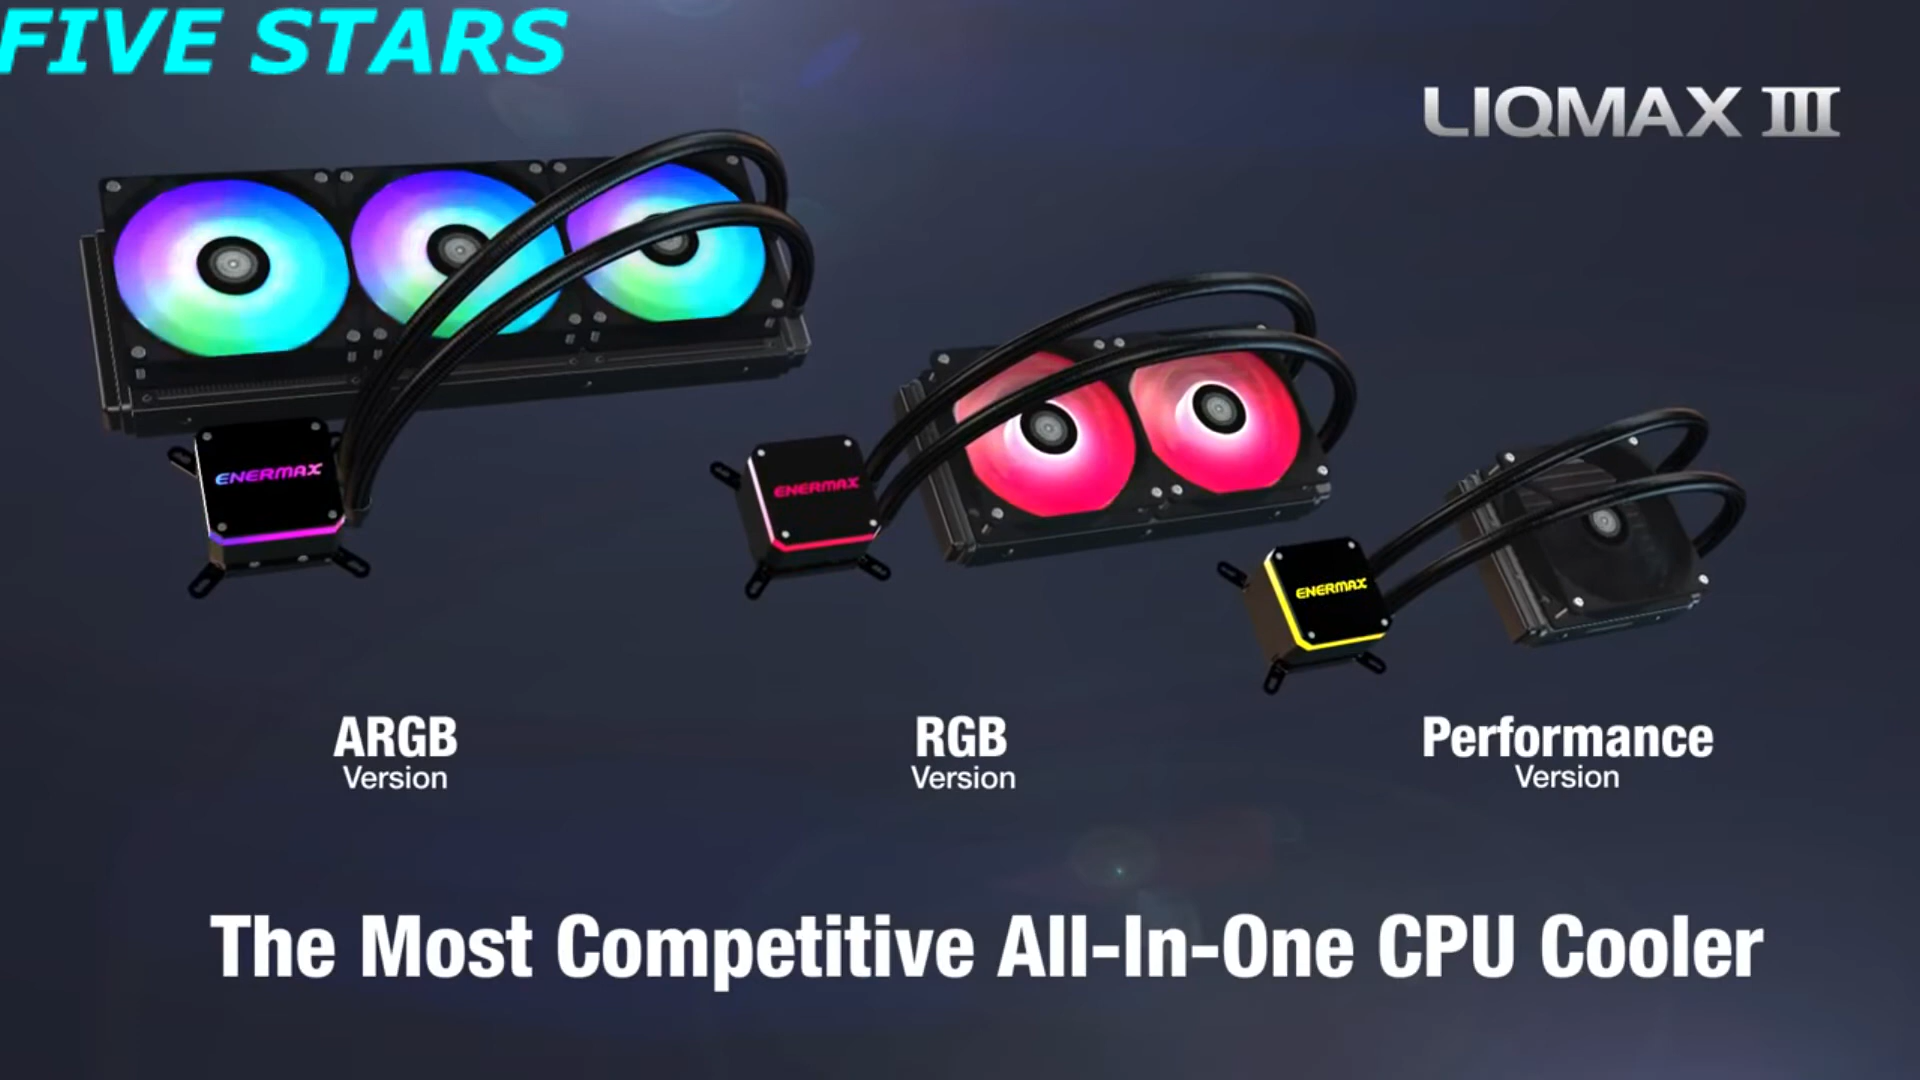 FIVE STARS
LIQMAX III
ENERMAX
ENERMAX
ENERMAX
ARGB
Version
RGB
Version
Performance
Version
The Most Competitive All-In-One CPU Cooler